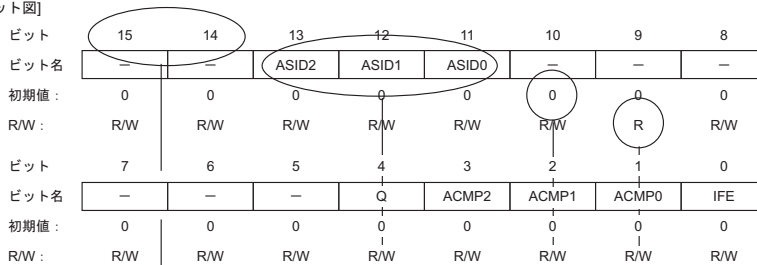 ット図]
ビット 15 14 13 12 11 10 9 8
ビット名 － － ASID2 ASID1 ASID0 － － －
初期値： 0 0 0 0 0 0 0 0
R/W： R/W R/W R/W R/W R/W R/W R R/W
ビット 7 6 5 4 3 2 1 0
ビット名 － － － Q ACMP2 ACMP1 ACMP0 IFE
初期値： 0 0 0 0 0 0 0 0
R/W： R/W R/W R/W R/W R/W R/W R/W R/W